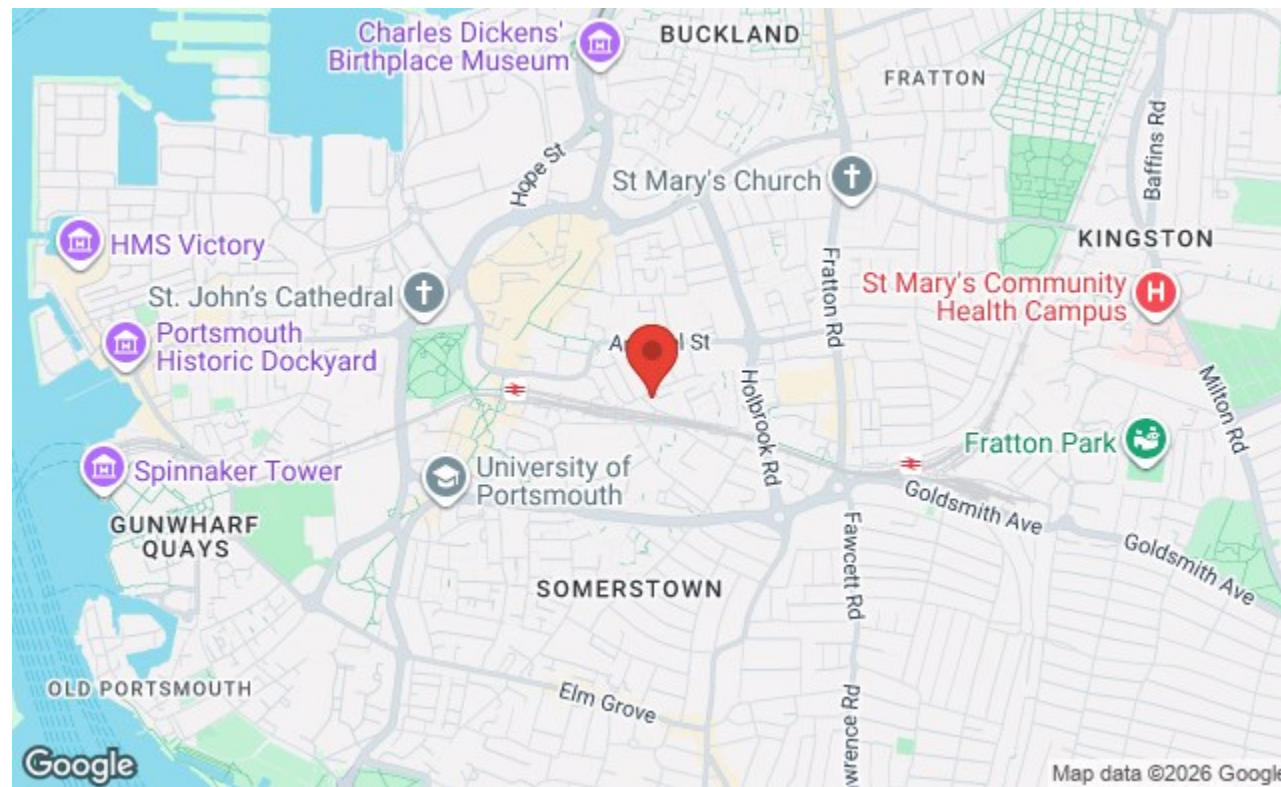 Charles Dickens'
Birthplace Museum
BUCKLAND
FRATTON
Baffins Rd
Hope St
St Mary's Church
HMS Victory
Fratton Rd
KINGSTON
St. John's Cathedral
St Mary's Community
Health Campus
H
Portsmouth
Historic Dockyard
St
Holbrook Rd
Milton Rd
Fratton Park
Spinnaker Tower
University of
Portsmouth
Goldsmith Ave
GUNWHARF
QUAYS
Fawcett Rd
Goldsmith Ave
SOMERSTOWN
OLD PORTSMOUTH
Elm Grove
Rd
Google
Map data ©2026 Google